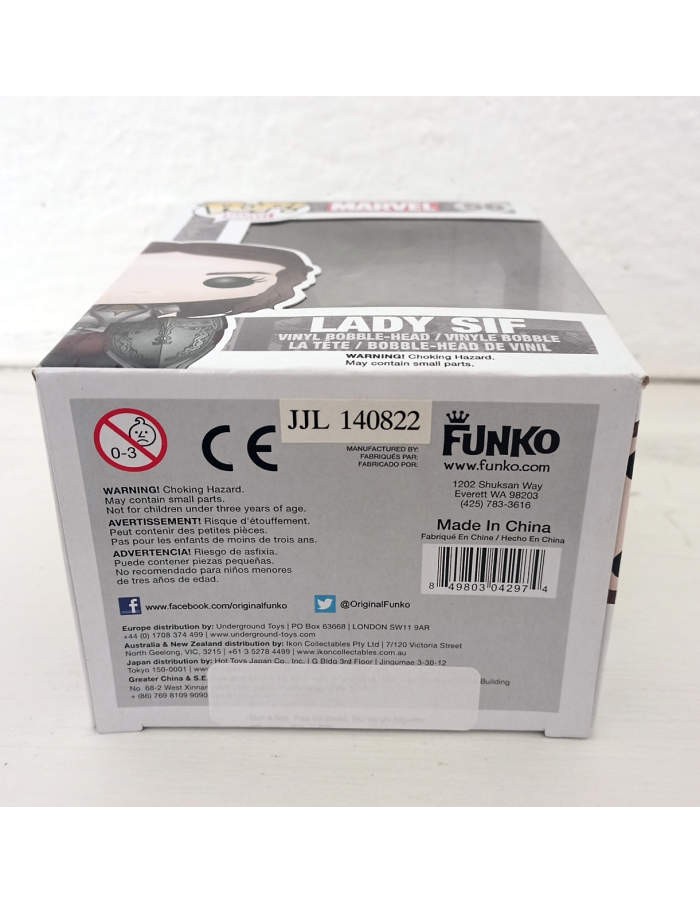 POP!
MARVEL
LADY SIF
VINYL BOBBLE-HEAD / VINYLE BOBBLE
LA TÊTE / BOBBLE-HEAD DE VINIL
WARNING! Choking Hazard.
May contain small parts.
0-3
CE
JJL 140822
MANUFACTURED BY:
FABRIQUÉS PAR:
FABRICADO POR:
FUNKO
www.funko.com
1202 Shuksan Way
Everett WA 98203
(425) 783-3616
Made In China
Fabriqué En Chine / Hecho En China
8 49803 04297 4
WARNING! Choking Hazard.
May contain small parts.
Not for children under three years of age.
AVERTISSEMENT! Risque d'étouffement.
Peut contenir des petites pièces.
Pas pour les enfants de moins de trois ans.
ADVERTENCIA! Riesgo de asfixia.
Puede contener piezas pequeñas.
No recomendado para niños menores
de tres años de edad.
f www.facebook.com/originalfunko
@OriginalFunko
Europe distribution by: Underground Toys | PO Box 63668 | LONDON SW11 9AR
+44 (0) 1708 374 499 | www.underground-toys.com
Australia & New Zealand distribution by: Ikon Collectables Pty Ltd | 7/120 Victoria Street
North Geelong, VIC, 3215 | +61 3 5278 4499 | www.ikoncollectables.com.au
Japan distribution by: Hot Toys Japan Co., Inc. | G Bldg 3rd Floor | Jingumae 3-30-12
Tokyo 150-0001
Greater China & S.E.
No. 68-2 West Xinnan Building
+ (86) 769 8109 9090